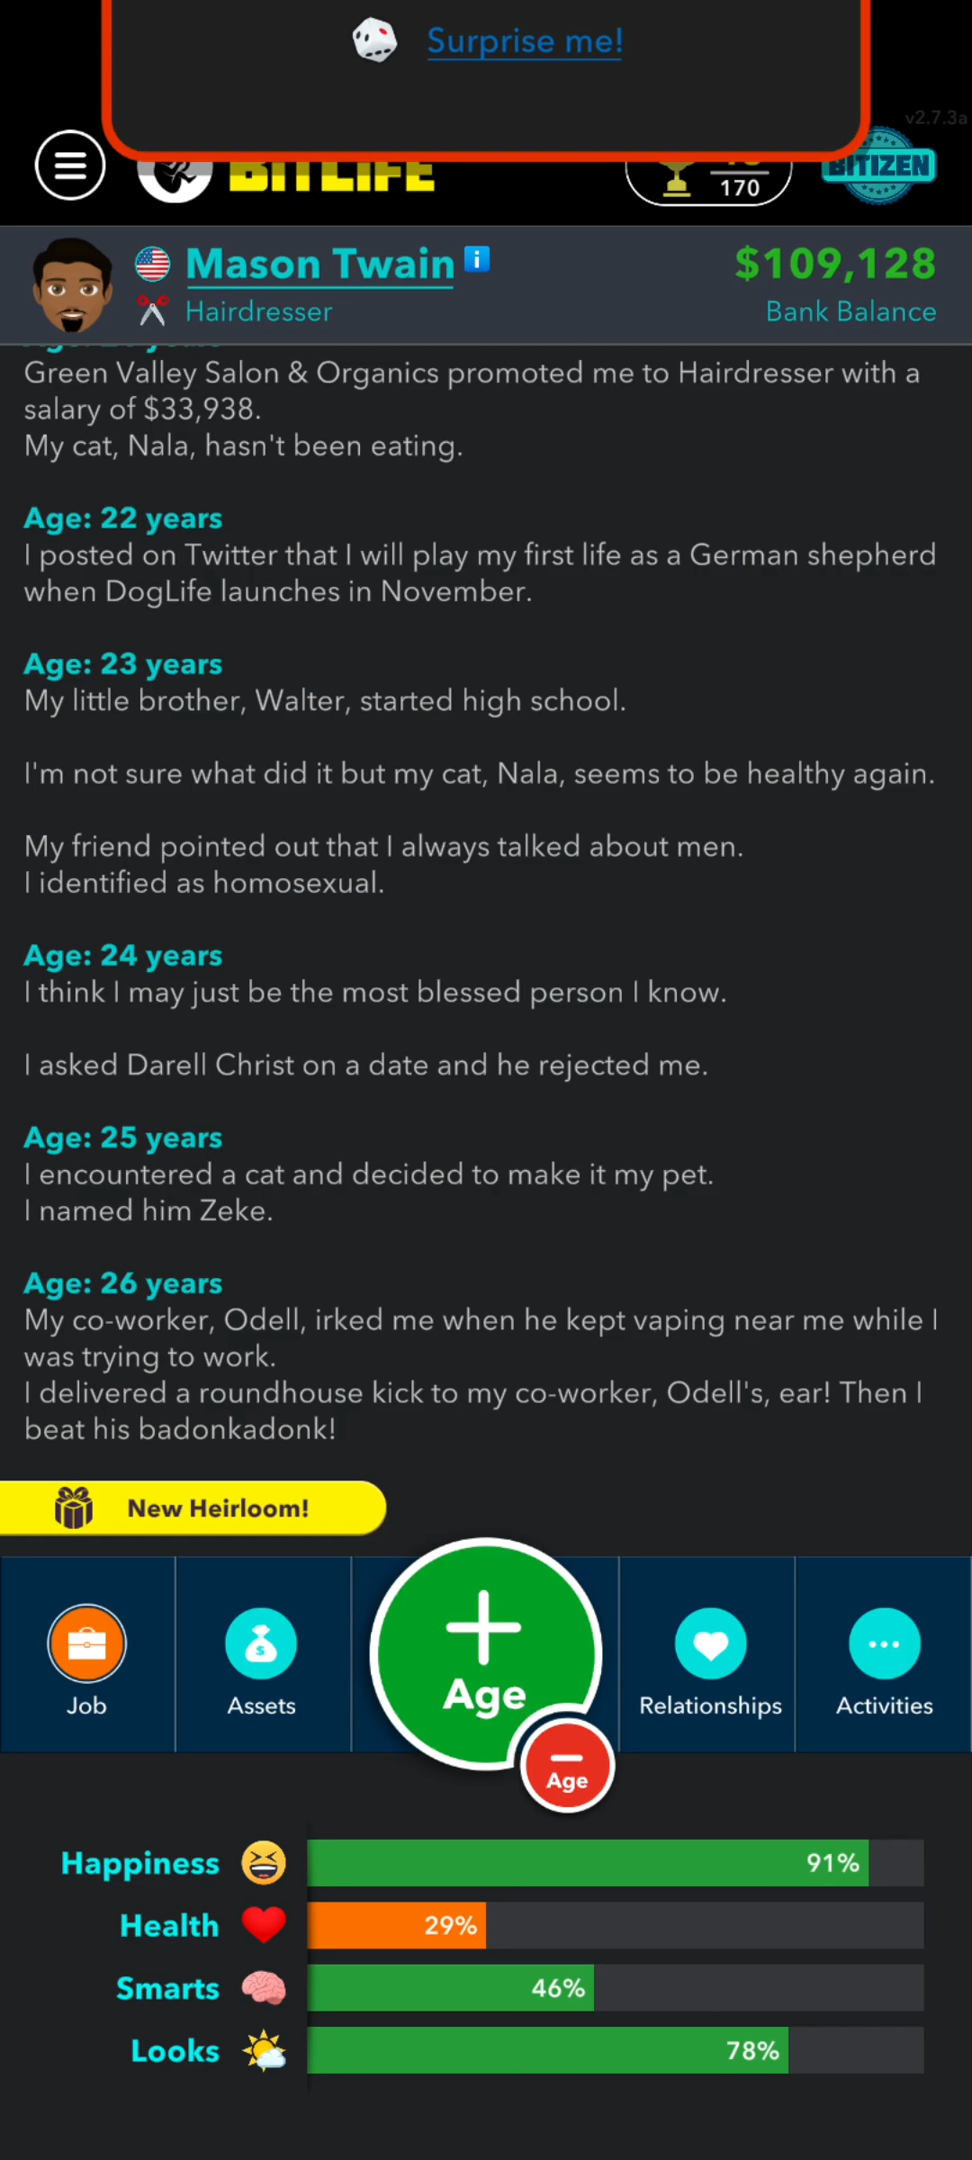 Surprise me!
v2.7.3a
BITLIFE
170
BITIZEN
Mason Twain
$109,128
Hairdresser
Bank Balance
Green Valley Salon & Organics promoted me to Hairdresser with a
salary of $33,938.
My cat, Nala, hasn't been eating.
Age: 22 years
I posted on Twitter that I will play my first life as a German shepherd
when DogLife launches in November.
Age: 23 years
My little brother, Walter, started high school.
I'm not sure what did it but my cat, Nala, seems to be healthy again.
My friend pointed out that I always talked about men.
I identified as homosexual.
Age: 24 years
I think I may just be the most blessed person I know.
I asked Darell Christ on a date and he rejected me.
Age: 25 years
I encountered a cat and decided to make it my pet.
I named him Zeke.
Age: 26 years
My co-worker, Odell, irked me when he kept vaping near me while I
was trying to work.
I delivered a roundhouse kick to my co-worker, Odell's, ear! Then I
beat his badonkadonk!
New Heirloom!
Job
Assets
Age
Relationships
Activities
Age
Happiness
91%
Health
29%
Smarts
46%
Looks
78%